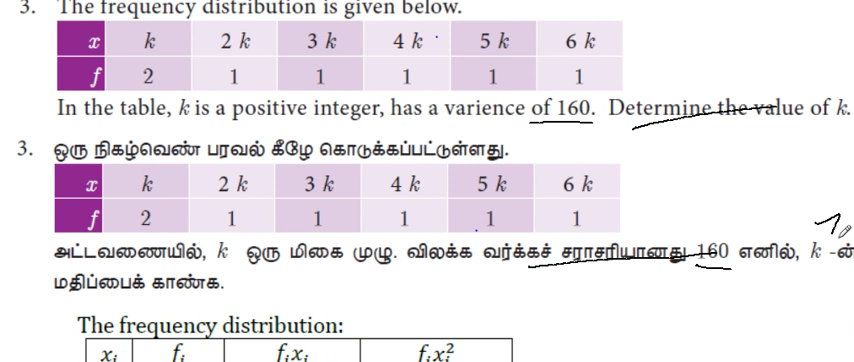 3. The frequency distribution is given below.
x k 2 k 3 k 4 k 5 k 6 k
f 2 1 1 1 1 1
In the table, k is a positive integer, has a varience of 160. Determine the value of k.
3. ஒரு நிகழ்வெண் பரவல் கீழே கொடுக்கப்பட்டுள்ளது.
x k 2 k 3 k 4 k 5 k 6 k
f 2 1 1 1 1 1
அட்டவணையில், k ஒரு மிகை முழு. விலக்க வர்க்கச் சராசரியானது 160 எனில், k -ன்
மதிப்பைக் காண்க.
The frequency distribution:
xᵢ fᵢ fᵢxᵢ fᵢxᵢ²